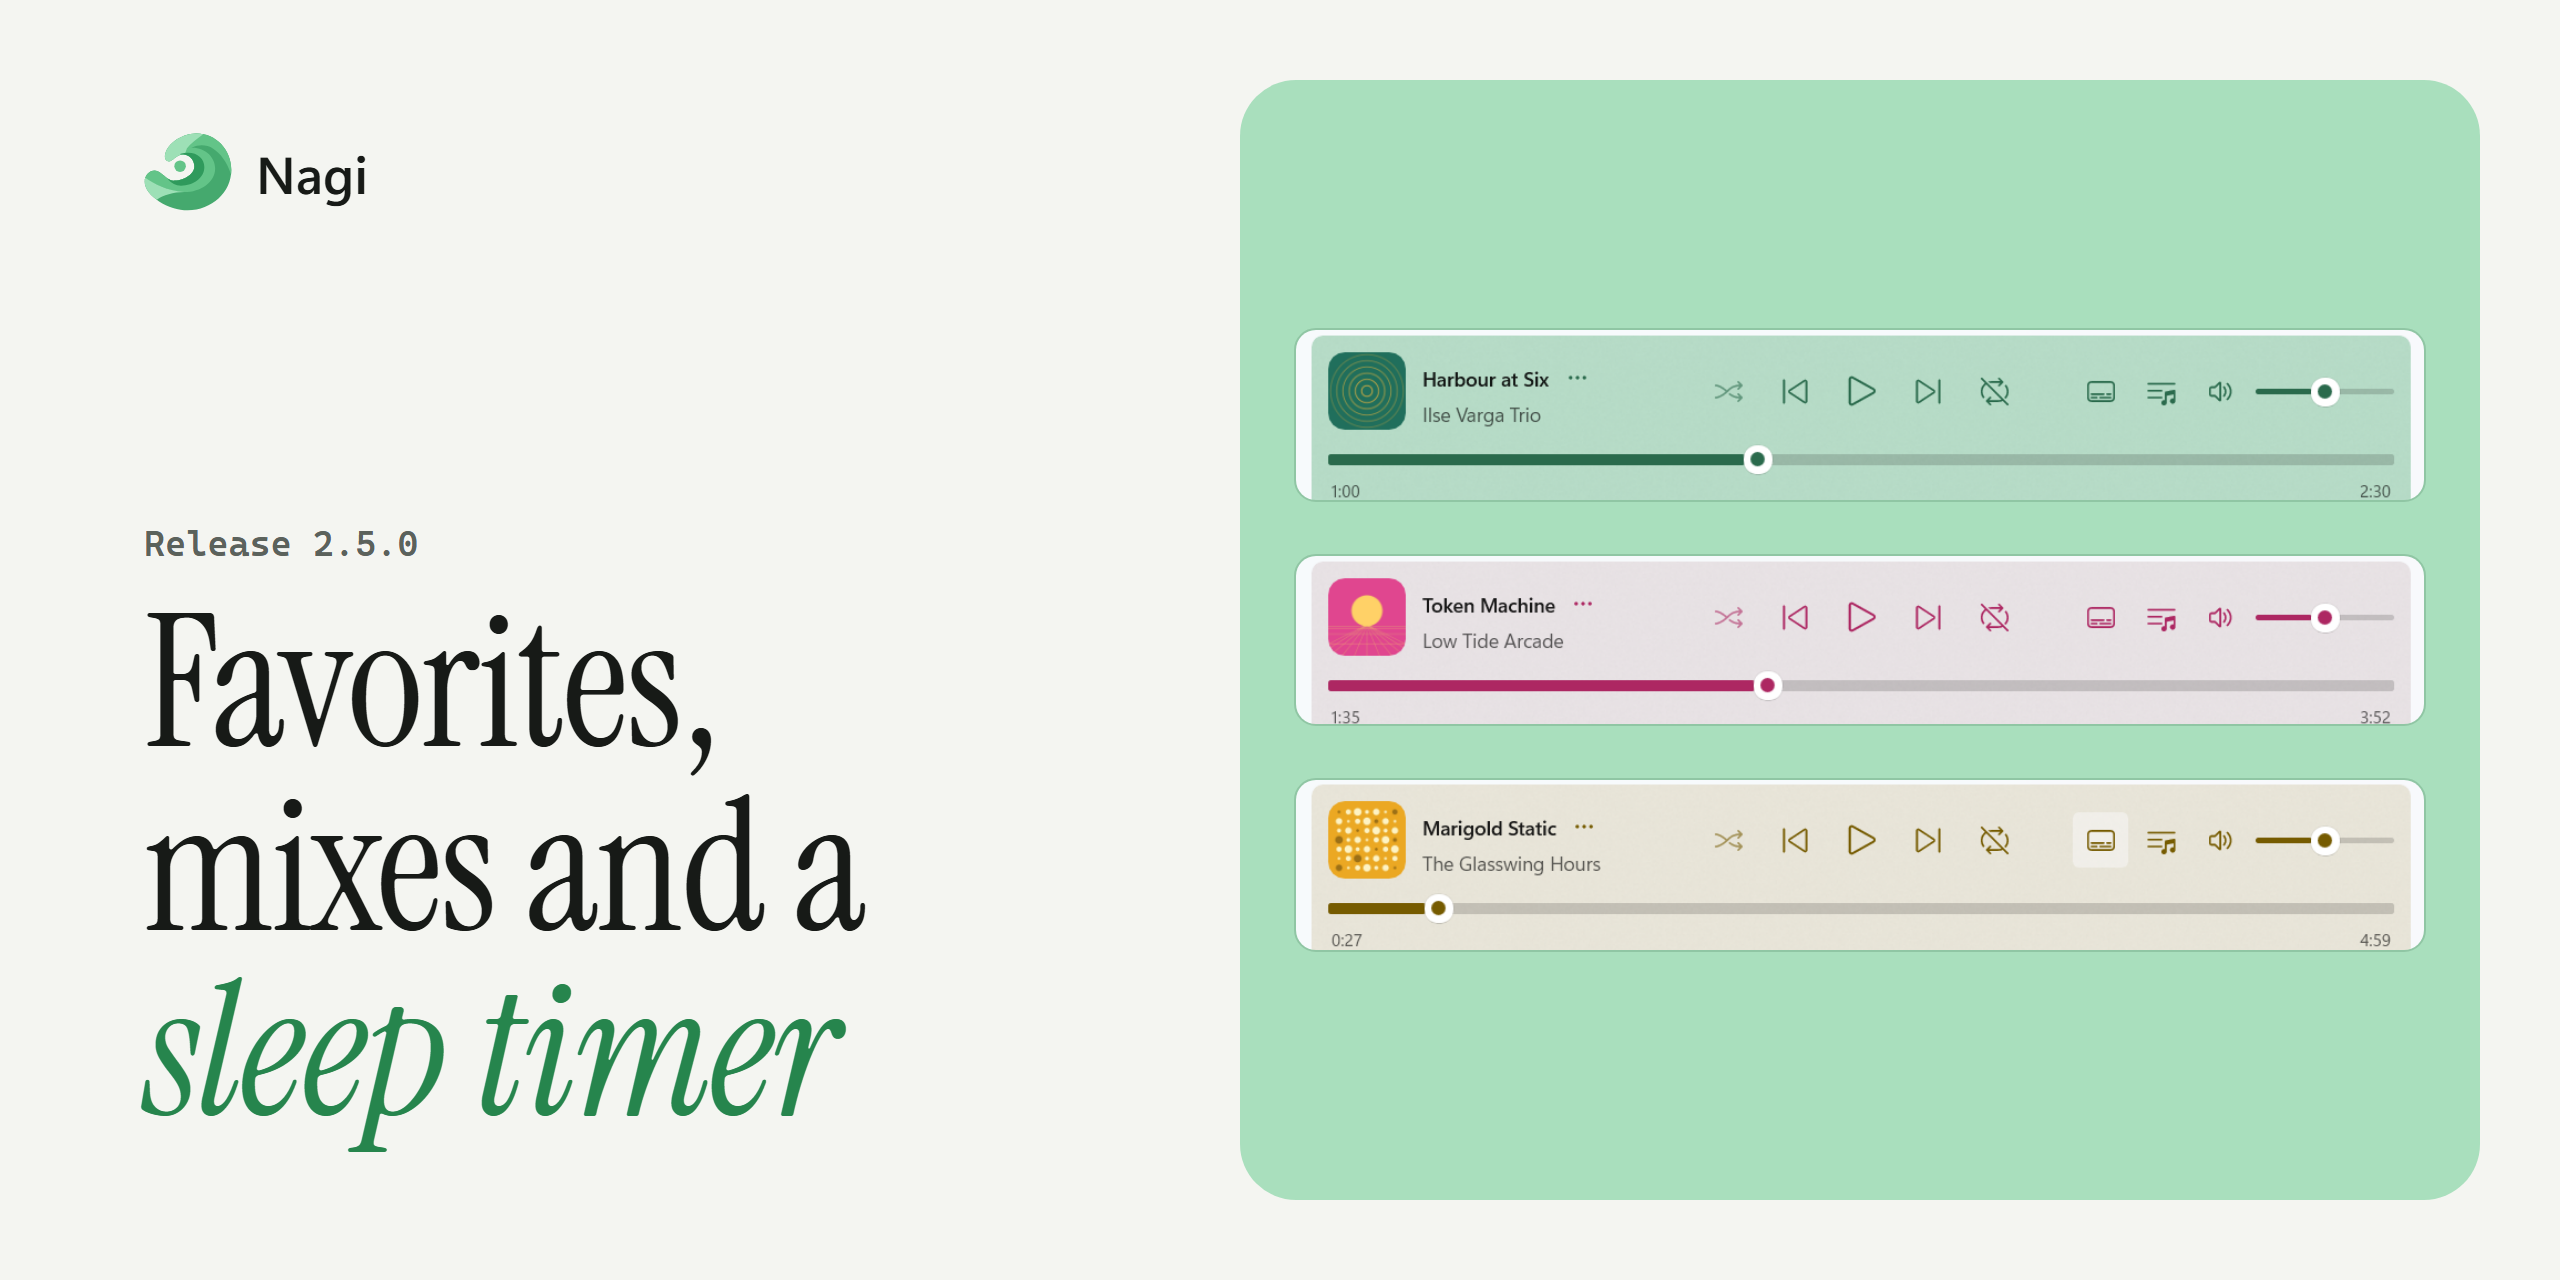 Nagi
Release 2.5.0
Favorites,
mixes and a
sleep timer
Harbour at Six
Ilse Varga Trio
1:00
2:30
Token Machine
Low Tide Arcade
1:35
3:52
Marigold Static
The Glasswing Hours
0:27
4:59